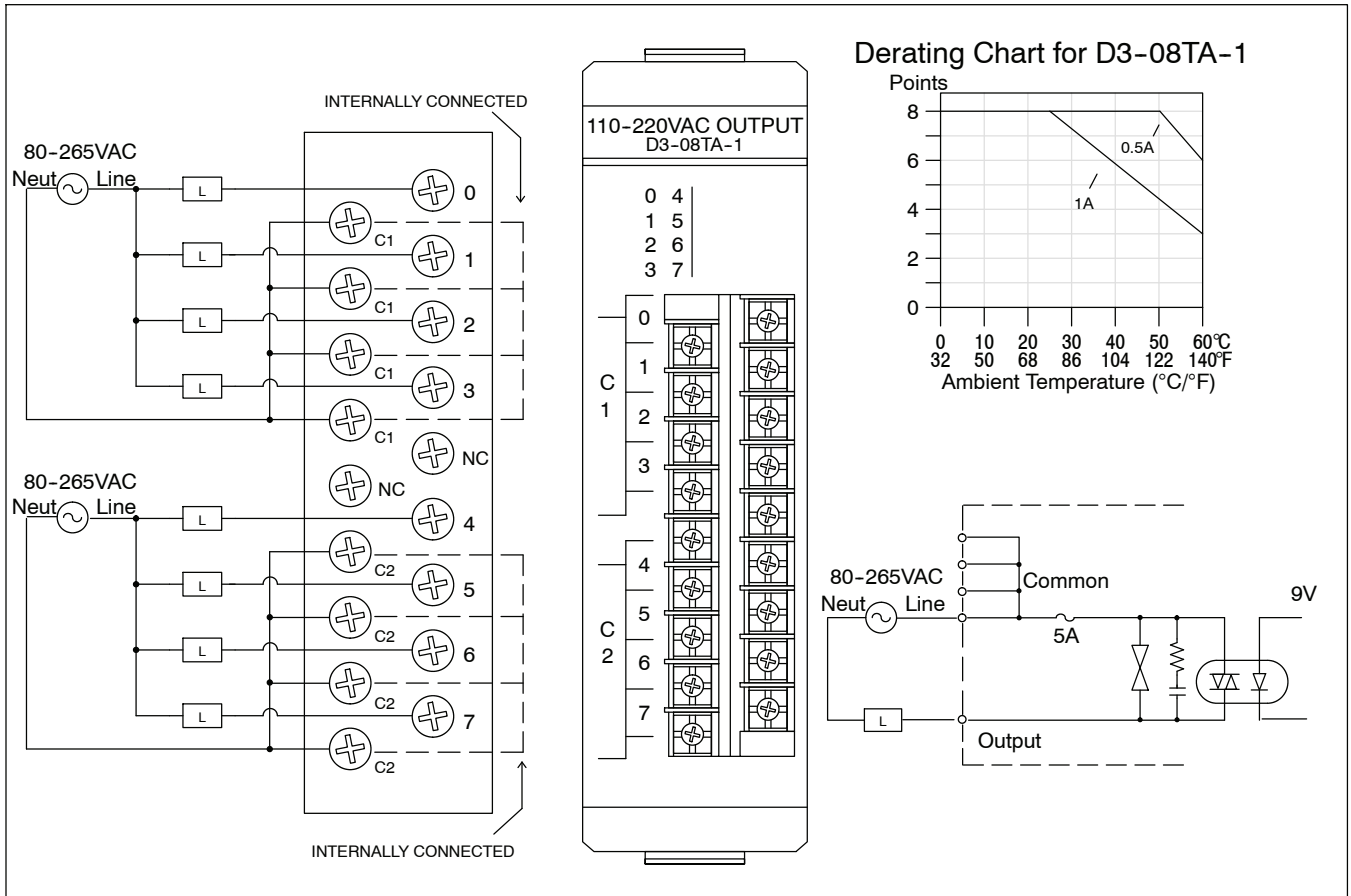 INTERNALLY CONNECTED
80-265VAC
Neut Line
L
0
C1
L
1
C1
L
2
C1
L
3
C1
NC
NC
80-265VAC
Neut Line
L
4
C2
L
5
C2
L
6
C2
L
7
C2
INTERNALLY CONNECTED
110-220VAC OUTPUT
D3-08TA-1
0 4
1 5
2 6
3 7
C
1
0
1
2
3
C
2
4
5
6
7
Derating Chart for D3-08TA-1
Points
8
6
4
2
0
0.5A
1A
0 10 20 30 40 50 60°C
32 50 68 86 104 122 140°F
Ambient Temperature (°C/°F)
80-265VAC
Neut Line
Common
5A
9V
L
Output